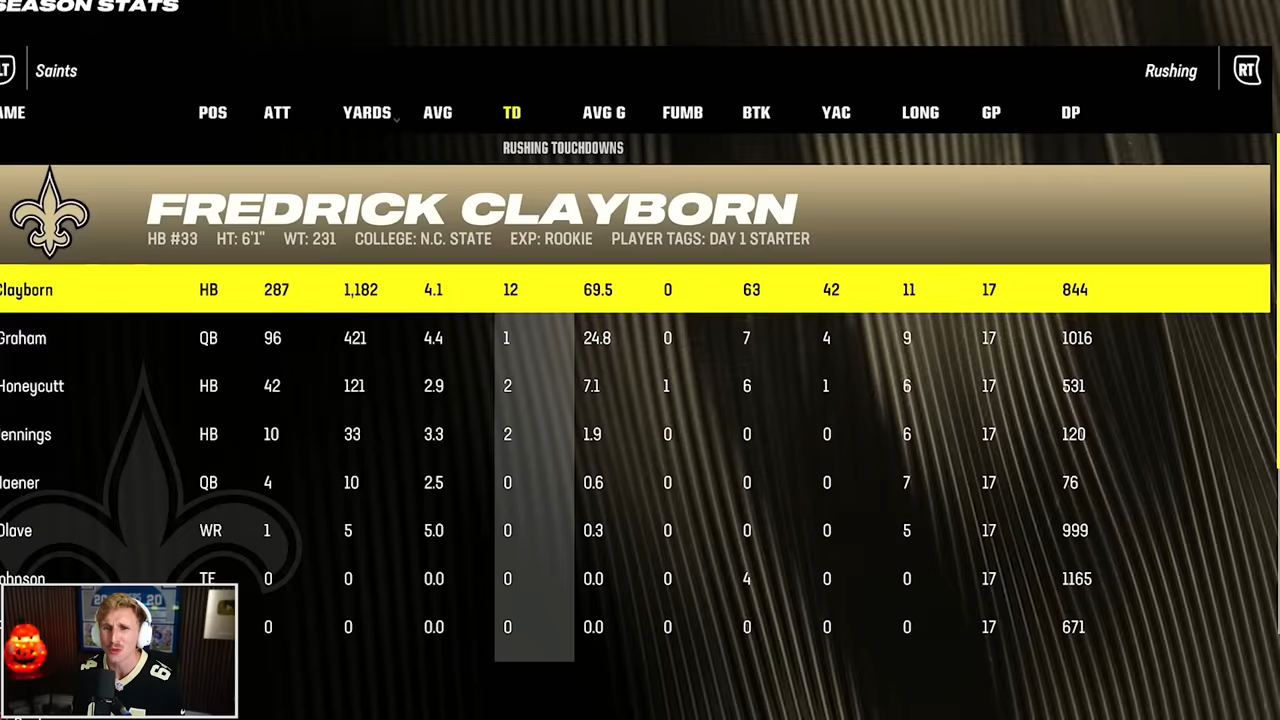 SEASON STATS
LT Saints Rushing RT
AME POS ATT YARDS AVG TD AVG G FUMB BTK YAC LONG GP DP
RUSHING TOUCHDOWNS
FREDRICK CLAYBORN
HB #33 HT: 6'1" WT: 231 COLLEGE: N.C. STATE EXP: ROOKIE PLAYER TAGS: DAY 1 STARTER
Clayborn HB 287 1,182 4.1 12 69.5 0 63 42 11 17 844
Graham QB 96 421 4.4 1 24.8 0 7 4 9 17 1016
Honeycutt HB 42 121 2.9 2 7.1 1 6 1 6 17 531
ennings HB 10 33 3.3 2 1.9 0 0 0 6 17 120
aener QB 4 10 2.5 0 0.6 0 0 0 7 17 76
Olave WR 1 5 5.0 0 0.3 0 0 0 5 17 999
ohnson TE 0 0 0.0 0 0.0 0 4 0 0 17 1165
0 0 0.0 0 0.0 0 0 0 0 17 671